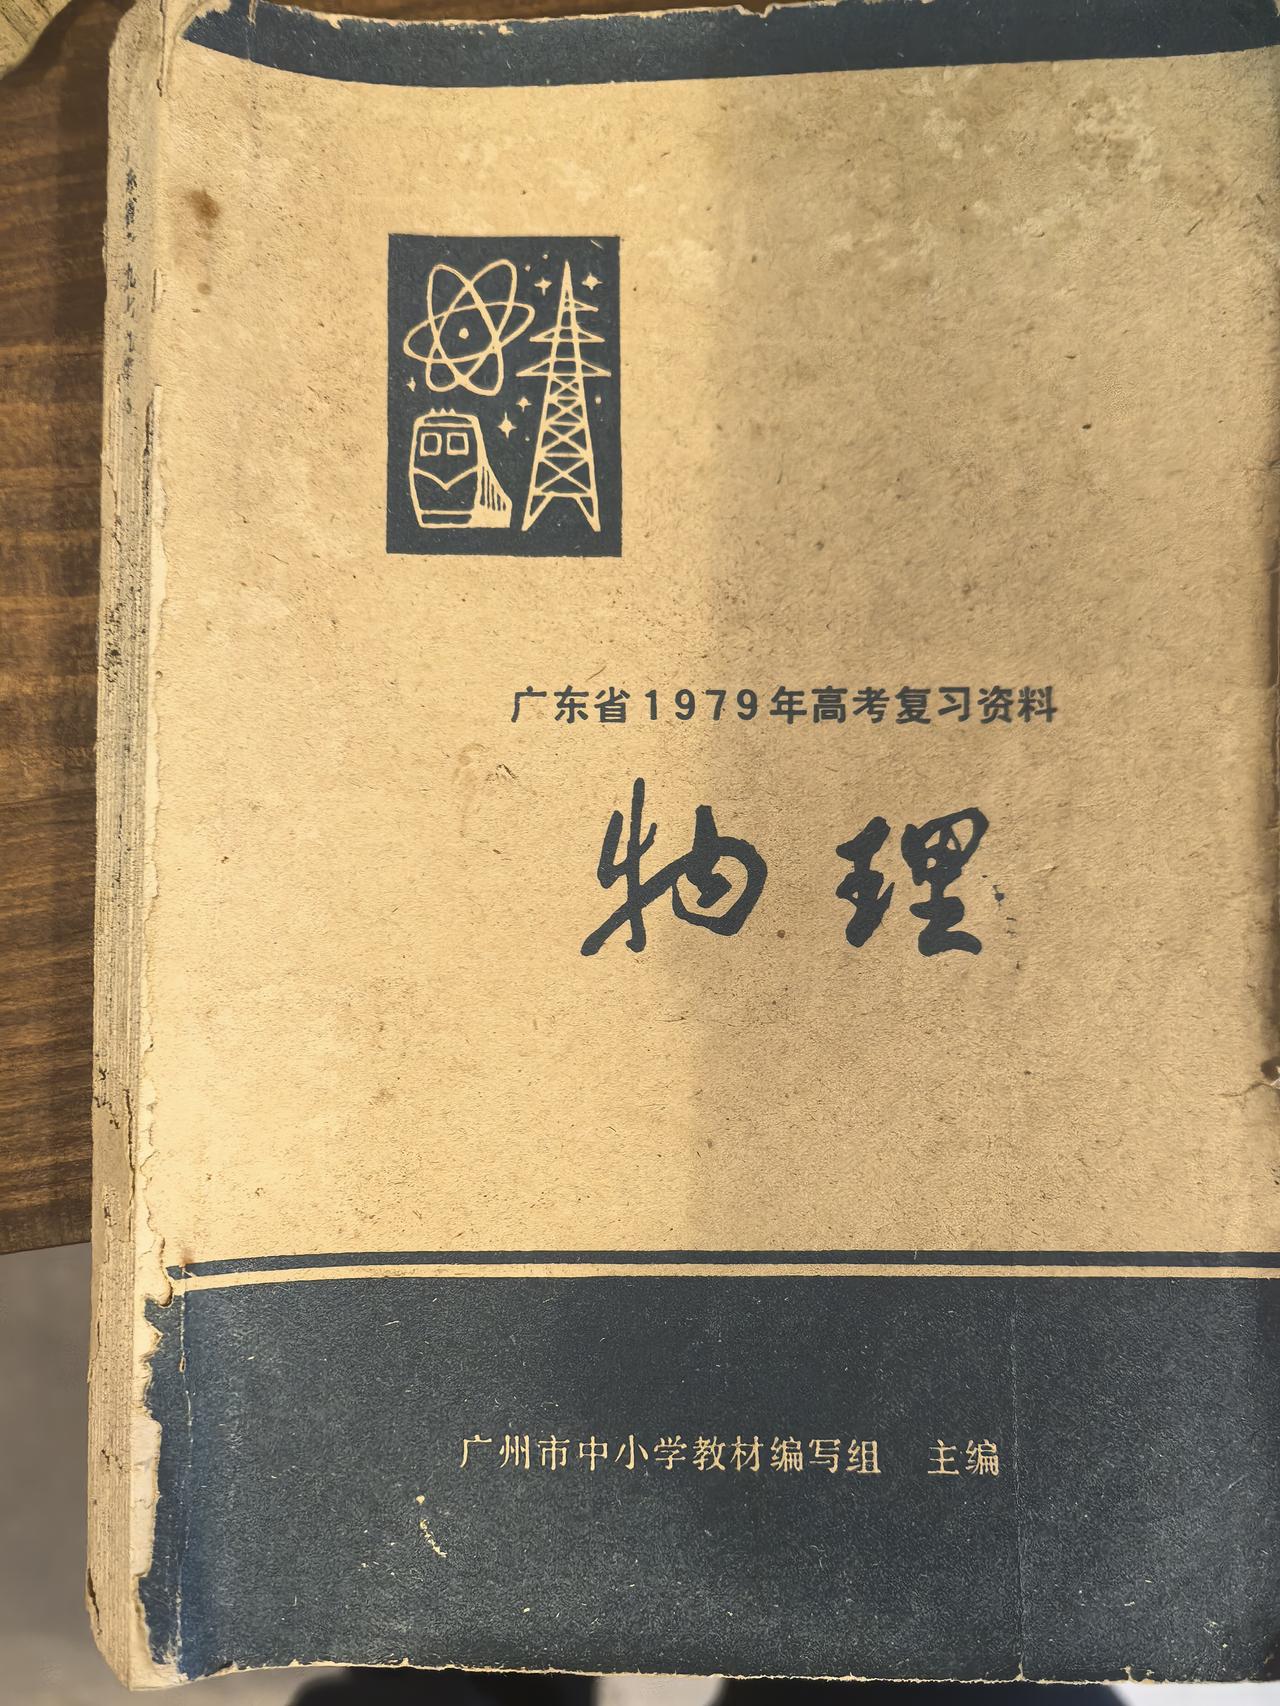 广东省1979年高考复习资料
物理
广州市中小学教材编写组 主编